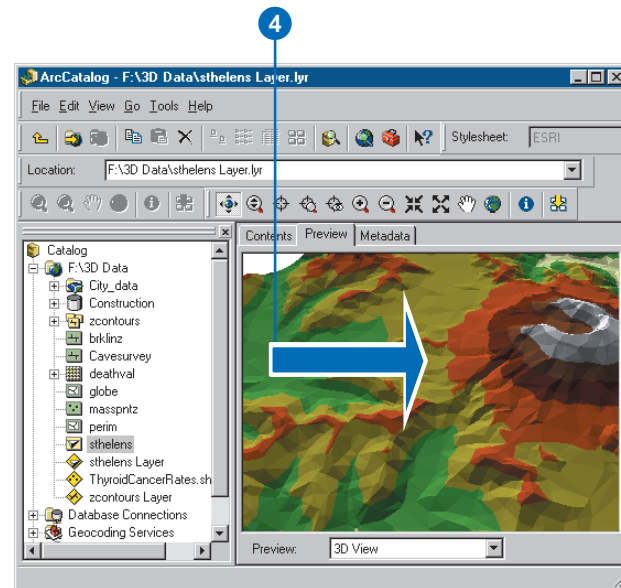 4
ArcCatalog - F:\3D Data\sthelens Layer.lyr
File Edit View Go Tools Help
Stylesheet: ESRI
Location: F:\3D Data\sthelens Layer.lyr
Contents Preview Metadata
Catalog
F:\3D Data
City_data
Construction
zcontours
brklinz
Cavesurvey
deathval
globe
masspntz
perim
sthelens
sthelens Layer
ThyroidCancerRates.sh
zcontours Layer
Database Connections
Geocoding Services
Preview: 3D View